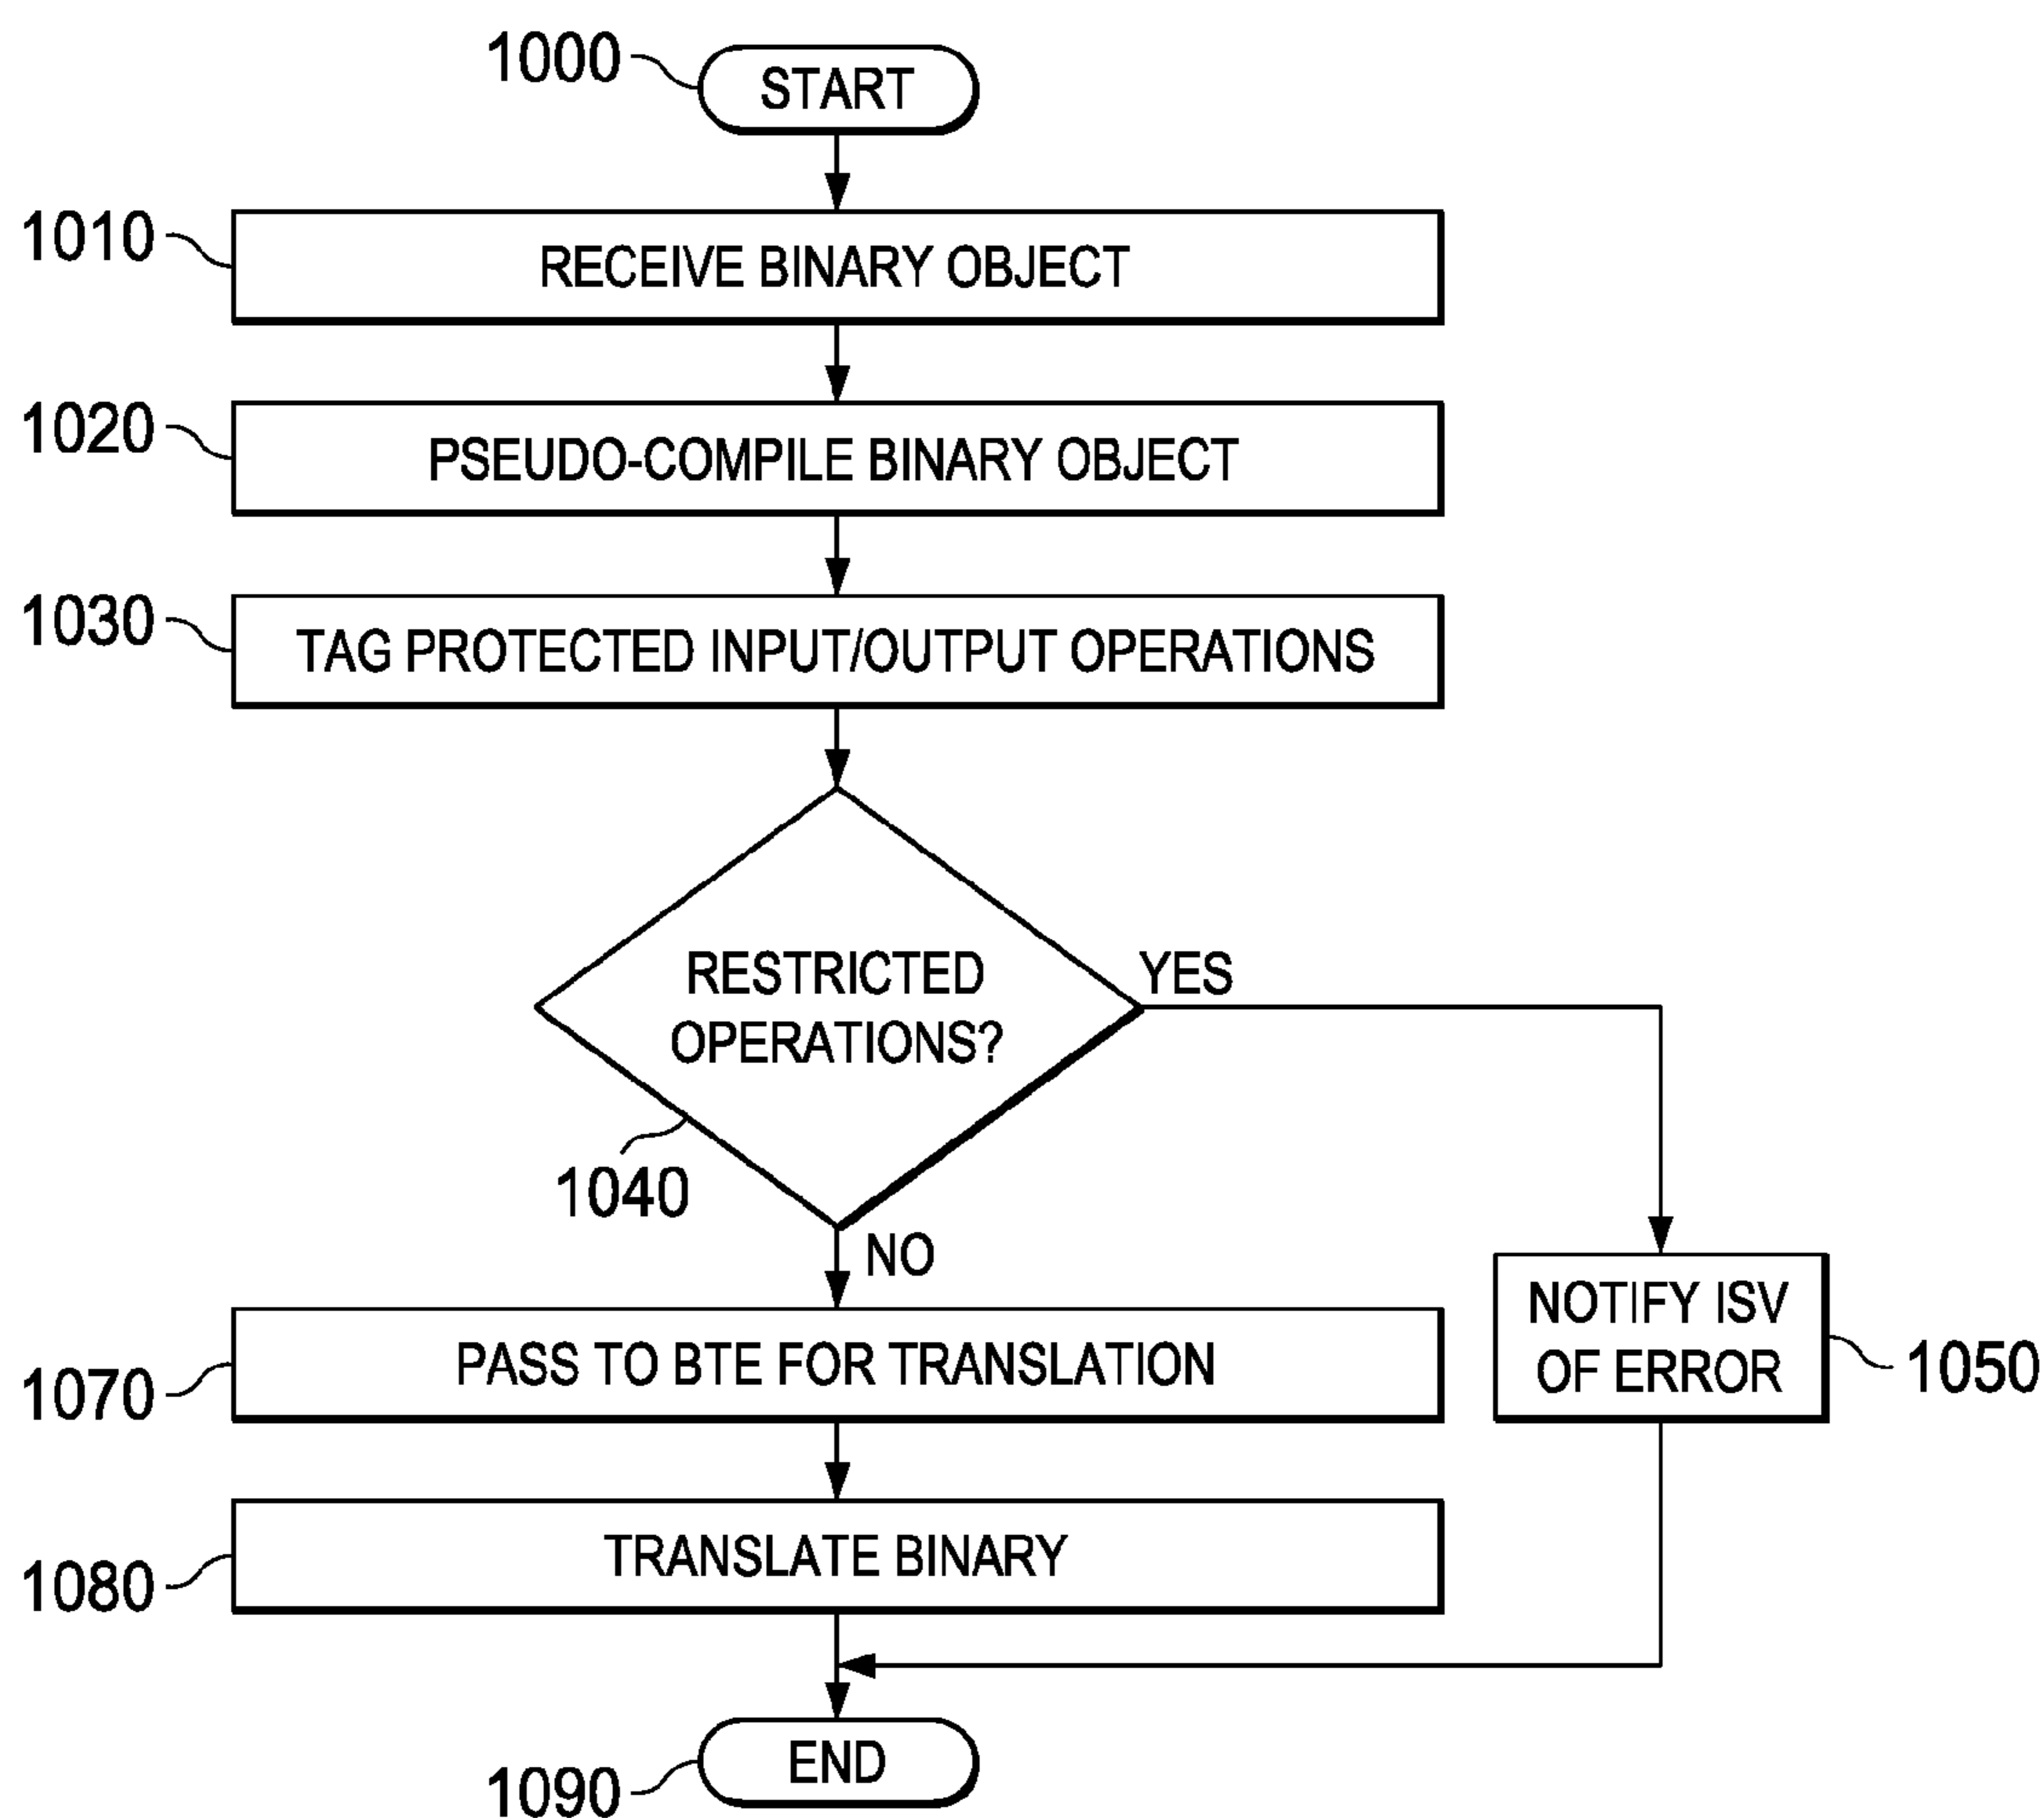 1000
START
1010
RECEIVE BINARY OBJECT
1020
PSEUDO-COMPILE BINARY OBJECT
1030
TAG PROTECTED INPUT/OUTPUT OPERATIONS
RESTRICTED
OPERATIONS?
YES
1040
NO
NOTIFY ISV
OF ERROR
1050
PASS TO BTE FOR TRANSLATION
1070
TRANSLATE BINARY
1080
END
1090